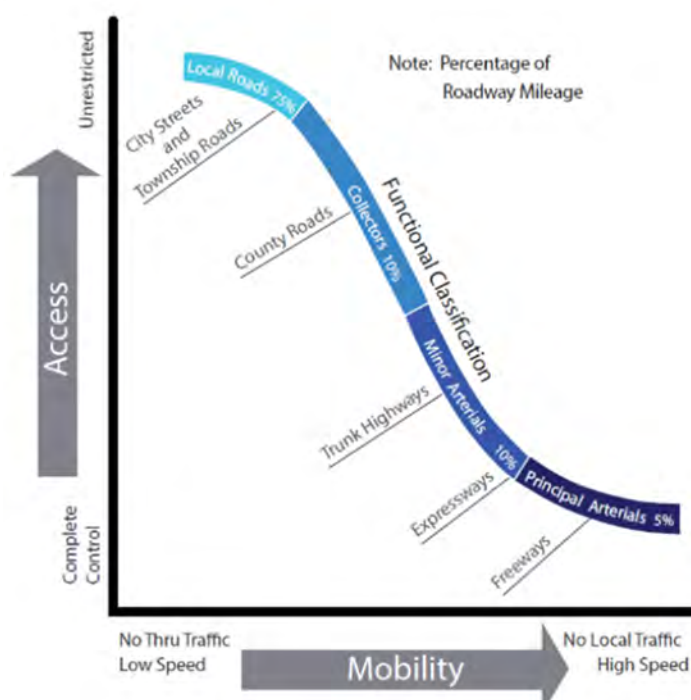 Unrestricted
Access
Complete
Control
Note: Percentage of
Roadway Mileage
Local Roads 75%
City Streets
and
Township Roads
Collectors 10%
County Roads
Functional Classification
Minor Arterials 10%
Trunk Highways
Expressways
Principal Arterials 5%
Freeways
No Thru Traffic
Low Speed
Mobility
No Local Traffic
High Speed